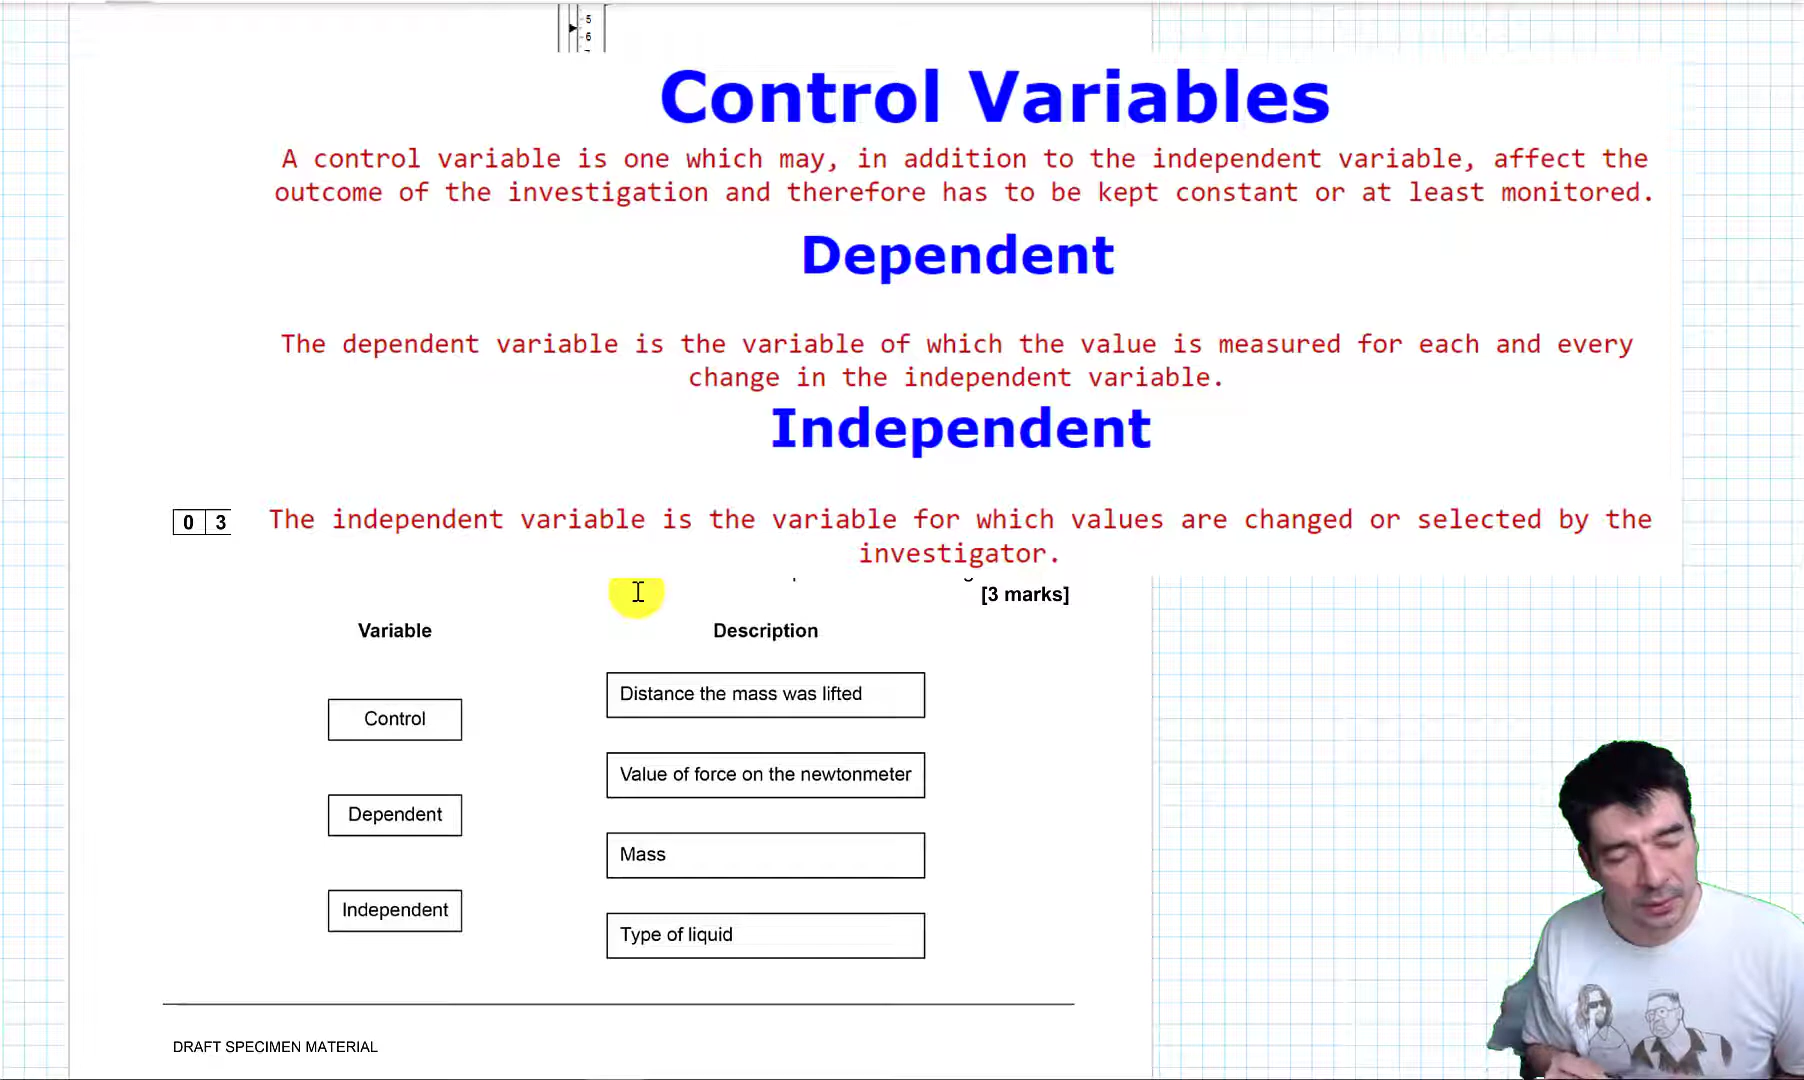 5
6
Control Variables
A control variable is one which may, in addition to the independent variable, affect the
outcome of the investigation and therefore has to be kept constant or at least monitored.
Dependent
The dependent variable is the variable of which the value is measured for each and every
change in the independent variable.
Independent
0 3
The independent variable is the variable for which values are changed or selected by the
investigator.
[3 marks]
Variable
Description
Distance the mass was lifted
Control
Value of force on the newtonmeter
Dependent
Mass
Independent
Type of liquid
DRAFT SPECIMEN MATERIAL